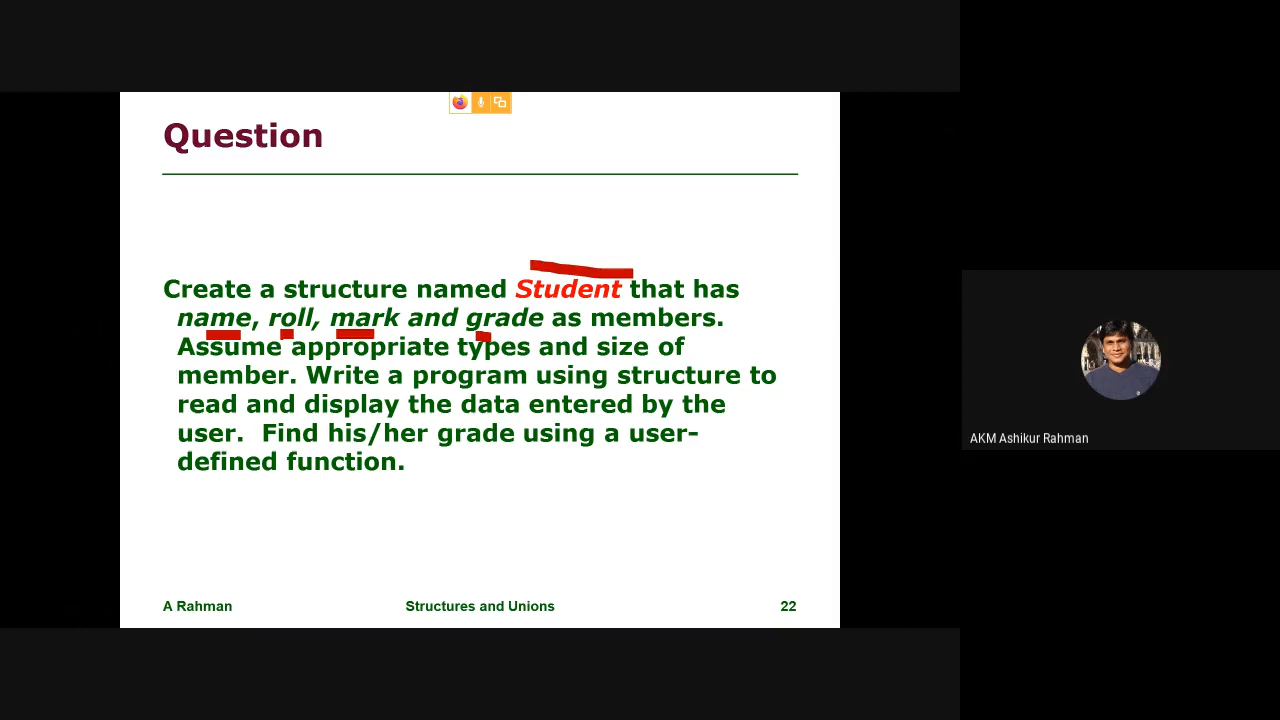 Question
Create a structure named Student that has
name, roll, mark and grade as members.
Assume appropriate types and size of
member. Write a program using structure to
read and display the data entered by the
user.  Find his/her grade using a user-
defined function.
AKM Ashikur Rahman
A Rahman
Structures and Unions
22